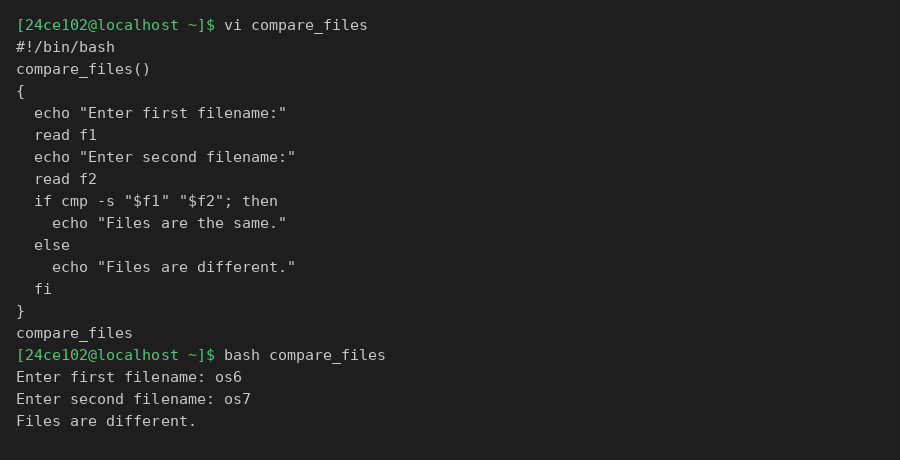 [24ce102@localhost ~]$ vi compare_files
#!/bin/bash
compare_files()
{
  echo "Enter first filename:"
  read f1
  echo "Enter second filename:"
  read f2
  if cmp -s "$f1" "$f2"; then
    echo "Files are the same."
  else
    echo "Files are different."
  fi
}
compare_files
[24ce102@localhost ~]$ bash compare_files
Enter first filename: os6
Enter second filename: os7
Files are different.